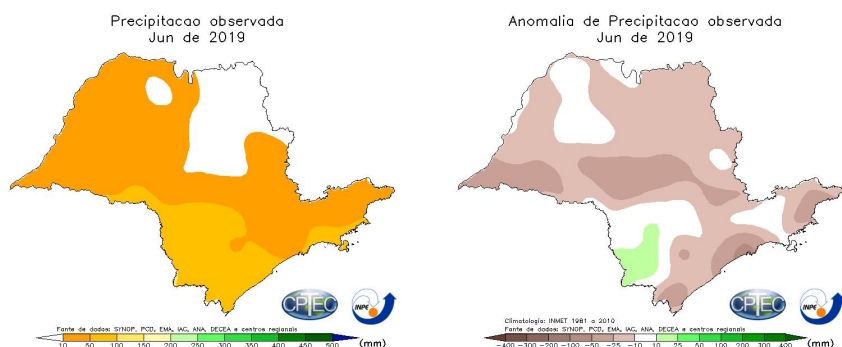 Precipitacao observada
Jun de 2019
CPTEC
INPE
Fonte de dados: SYNOP, PCD, EMA, IAC, ANA, DECEA e centros regionais
10 50 100 150 200 250 300 400 500 (mm)
Anomalia de Precipitacao observada
Jun de 2019
CPTEC
INPE
Climatologia: INMET 1981 a 2010
Fonte de dados: SYNOP, PCD, EMA, IAC, ANA, DECEA e centros regionais
-400 -300 -200 -100 -50 -25 -10 10 25 50 100 200 300 400 (mm)